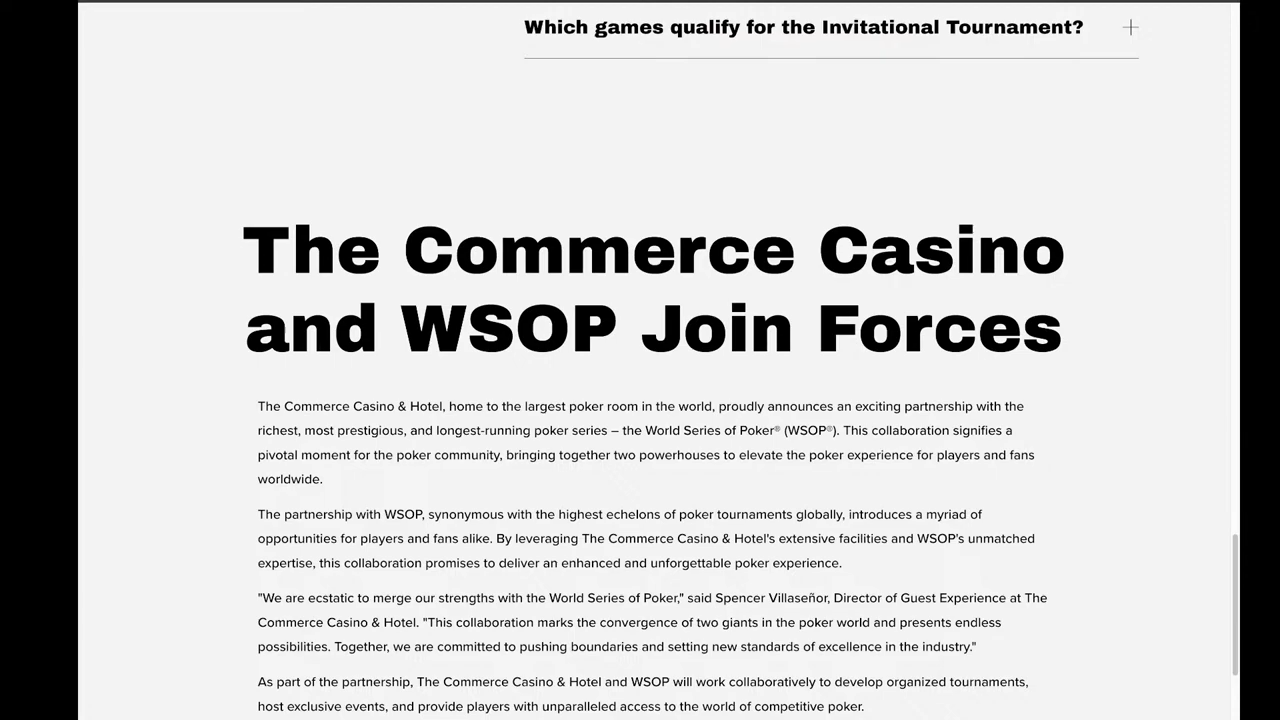 Which games qualify for the Invitational Tournament?
The Commerce Casino
and WSOP Join Forces
The Commerce Casino & Hotel, home to the largest poker room in the world, proudly announces an exciting partnership with the
richest, most prestigious, and longest-running poker series – the World Series of Poker® (WSOP®). This collaboration signifies a
pivotal moment for the poker community, bringing together two powerhouses to elevate the poker experience for players and fans
worldwide.
The partnership with WSOP, synonymous with the highest echelons of poker tournaments globally, introduces a myriad of
opportunities for players and fans alike. By leveraging The Commerce Casino & Hotel's extensive facilities and WSOP's unmatched
expertise, this collaboration promises to deliver an enhanced and unforgettable poker experience.
"We are ecstatic to merge our strengths with the World Series of Poker," said Spencer Villaseñor, Director of Guest Experience at The
Commerce Casino & Hotel. "This collaboration marks the convergence of two giants in the poker world and presents endless
possibilities. Together, we are committed to pushing boundaries and setting new standards of excellence in the industry."
As part of the partnership, The Commerce Casino & Hotel and WSOP will work collaboratively to develop organized tournaments,
host exclusive events, and provide players with unparalleled access to the world of competitive poker.